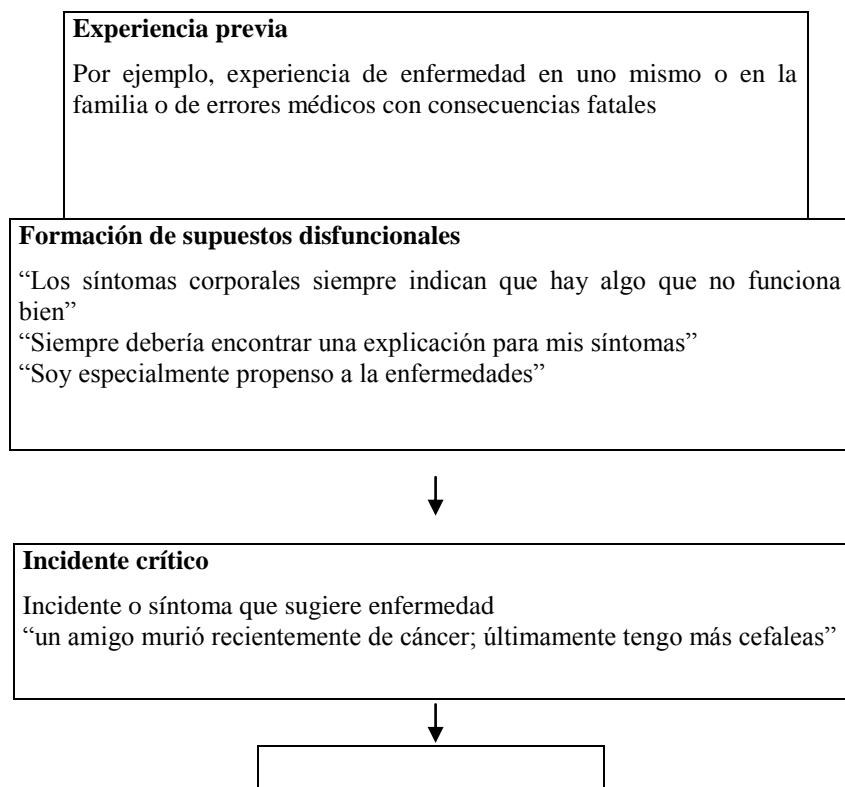 Experiencia previa
Por ejemplo, experiencia de enfermedad en uno mismo o en la
familia o de errores médicos con consecuencias fatales
Formación de supuestos disfuncionales
“Los síntomas corporales siempre indican que hay algo que no funciona
bien”
“Siempre debería encontrar una explicación para mis síntomas”
“Soy especialmente propenso a la enfermedades”
Incidente crítico
Incidente o síntoma que sugiere enfermedad
“un amigo murió recientemente de cáncer; últimamente tengo más cefaleas”